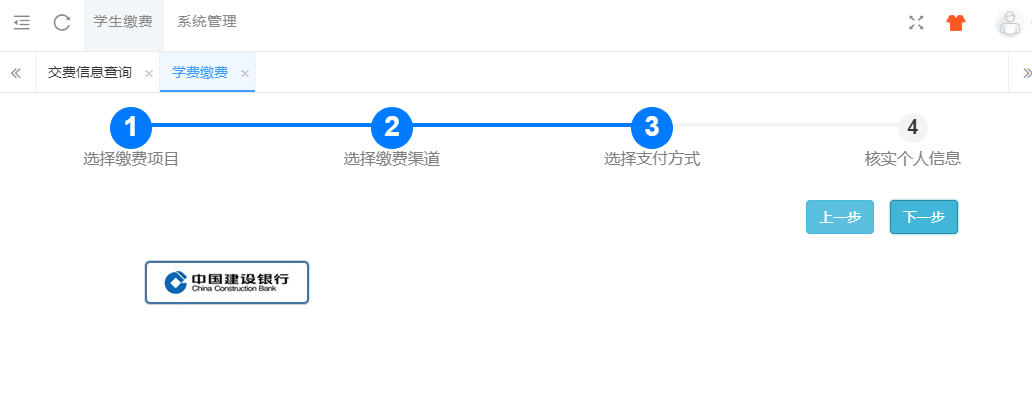 学生缴费 系统管理
交费信息查询 × 学费缴费 ×
1 2 3 4
选择缴费项目 选择缴费渠道 选择支付方式 核实个人信息
上一步 下一步
中国建设银行
China Construction Bank